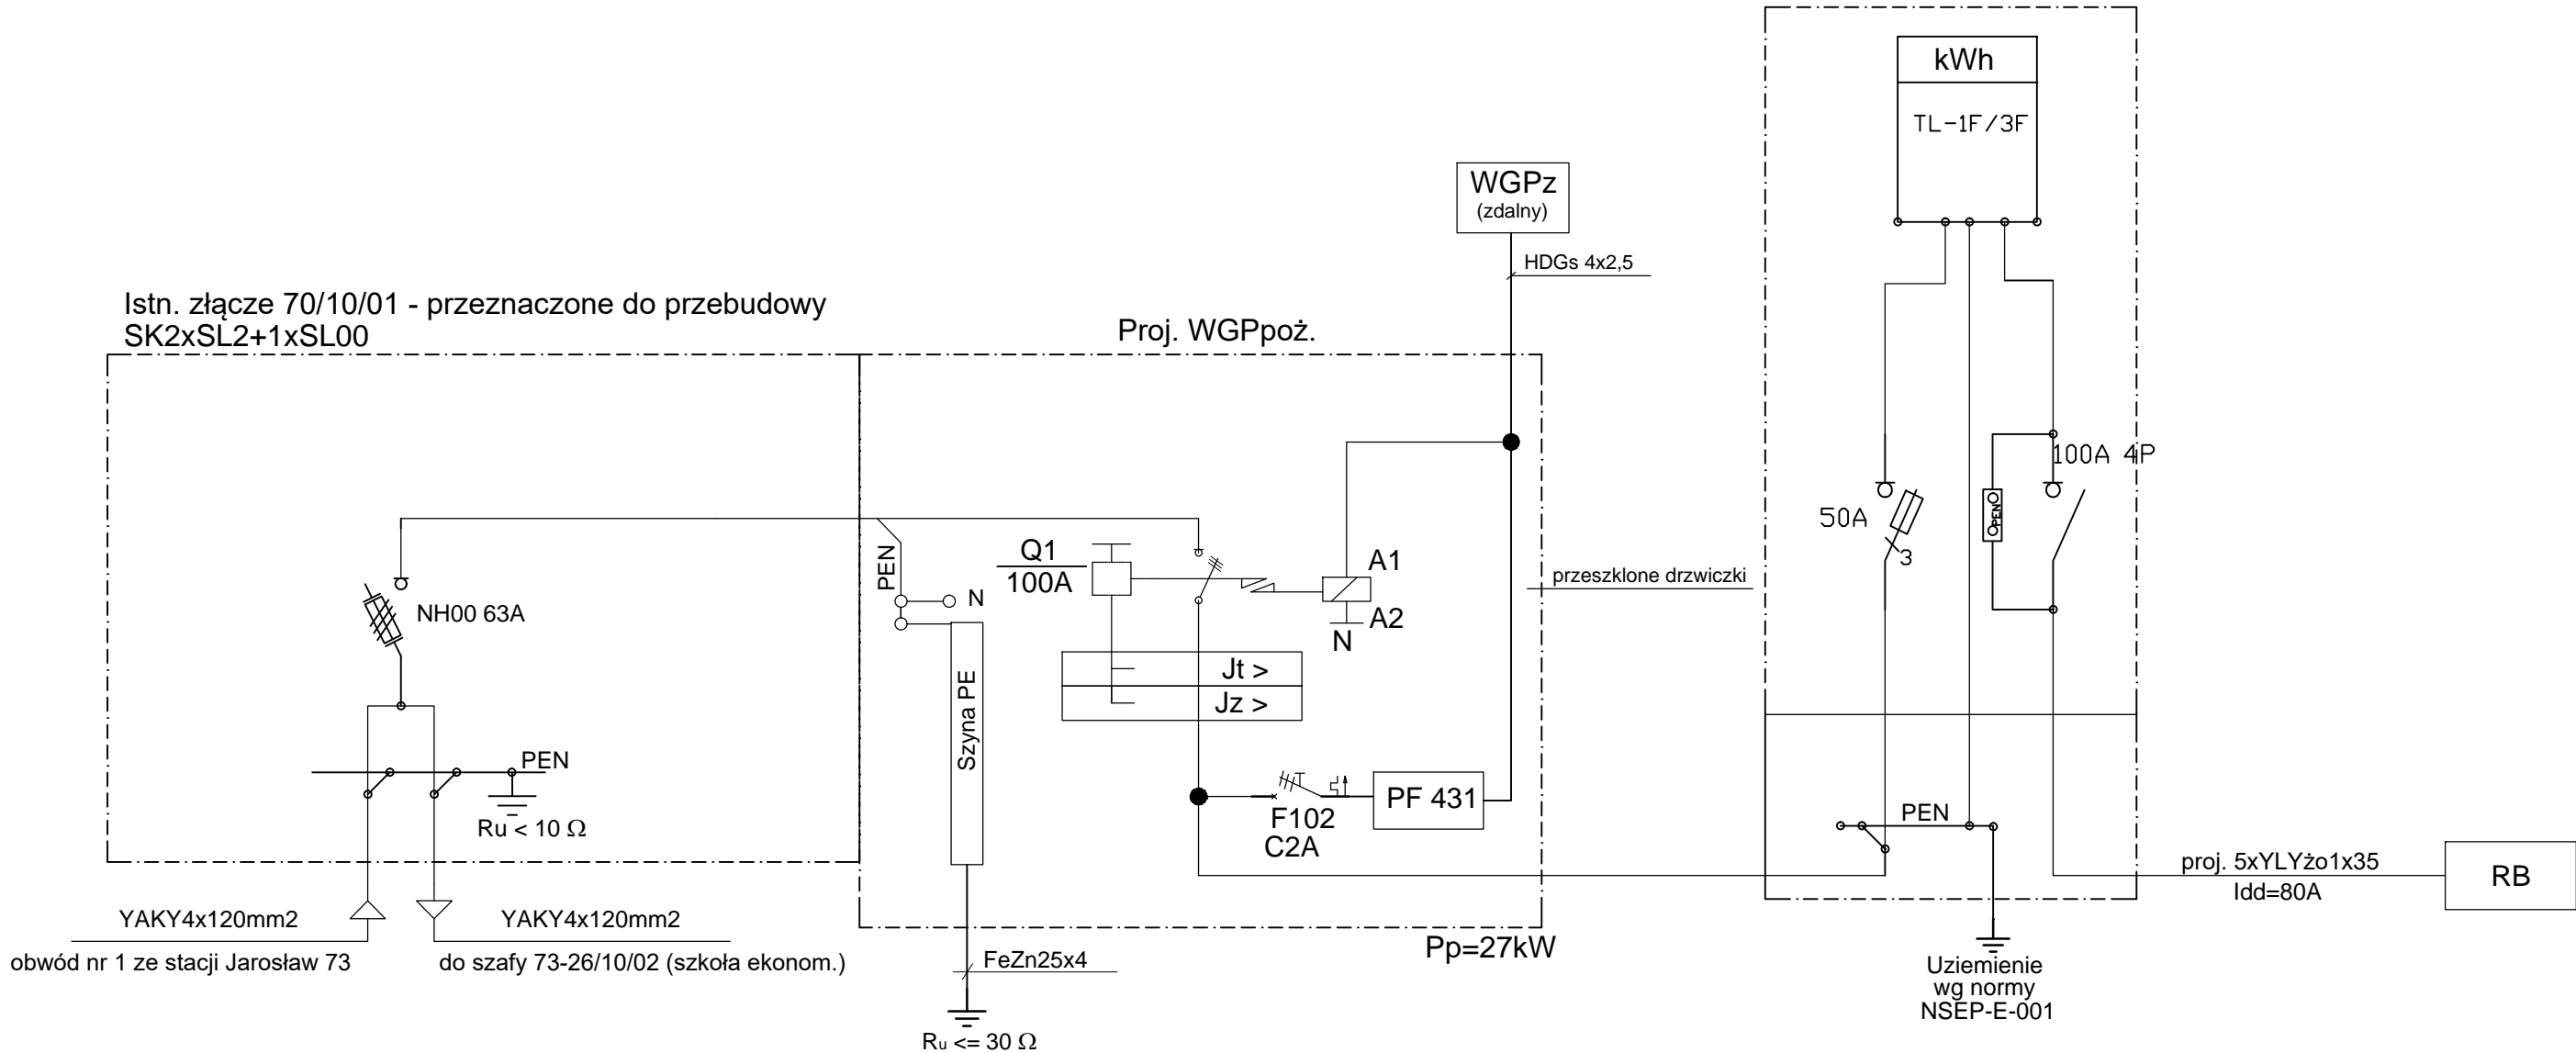 kWh
TL-1F/3F
WGPz
(zdalny)
HDGs 4x2,5
Istn. złącze 70/10/01 - przeznaczone do przebudowy
SK2xSL2+1xSL00
Proj. WGPpoż.
100A 4P
50A
3
PEN
PEN
N
Q1
100A
A1
A2
N
przeszklone drzwiczki
NH00 63A
Jt >
Jz >
Szyna PE
PEN
Ru < 10 Ω
F102
C2A
PF 431
PEN
proj. 5xYLYżo1x35
Idd=80A
RB
YAKY4x120mm2
obwód nr 1 ze stacji Jarosław 73
YAKY4x120mm2
do szafy 73-26/10/02 (szkoła ekonom.)
Pp=27kW
FeZn25x4
Ru <= 30 Ω
Uziemienie
wg normy
NSEP-E-001